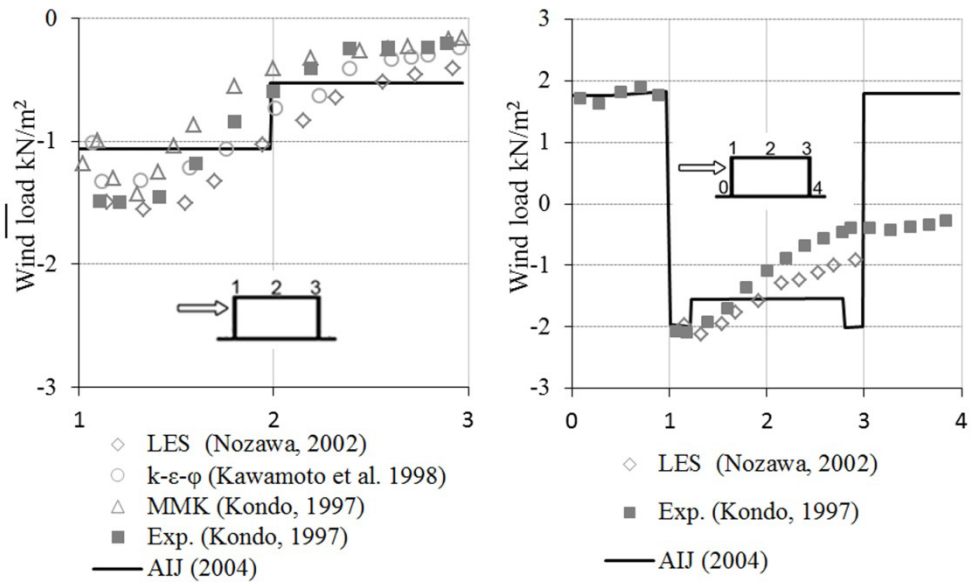 0
-1
-2
-3
Wind load kN/m²
1 2 3
1 2 3
LES (Nozawa, 2002)
k-ε-φ (Kawamoto et al. 1998)
MMK (Kondo, 1997)
Exp. (Kondo, 1997)
AIJ (2004)
3
2
1
0
-1
-2
-3
Wind load kN/m²
1 2 3
0 4
0 1 2 3 4
LES (Nozawa, 2002)
Exp. (Kondo, 1997)
AIJ (2004)